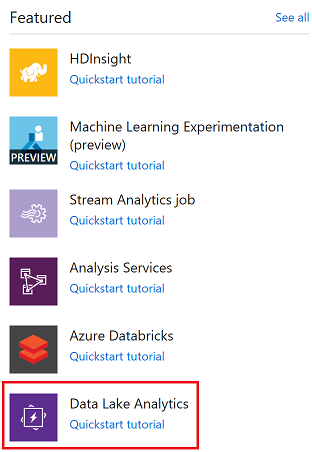 Featured
See all
HDInsight
Quickstart tutorial
PREVIEW
Machine Learning Experimentation
(preview)
Quickstart tutorial
Stream Analytics job
Quickstart tutorial
Analysis Services
Quickstart tutorial
Azure Databricks
Quickstart tutorial
Data Lake Analytics
Quickstart tutorial